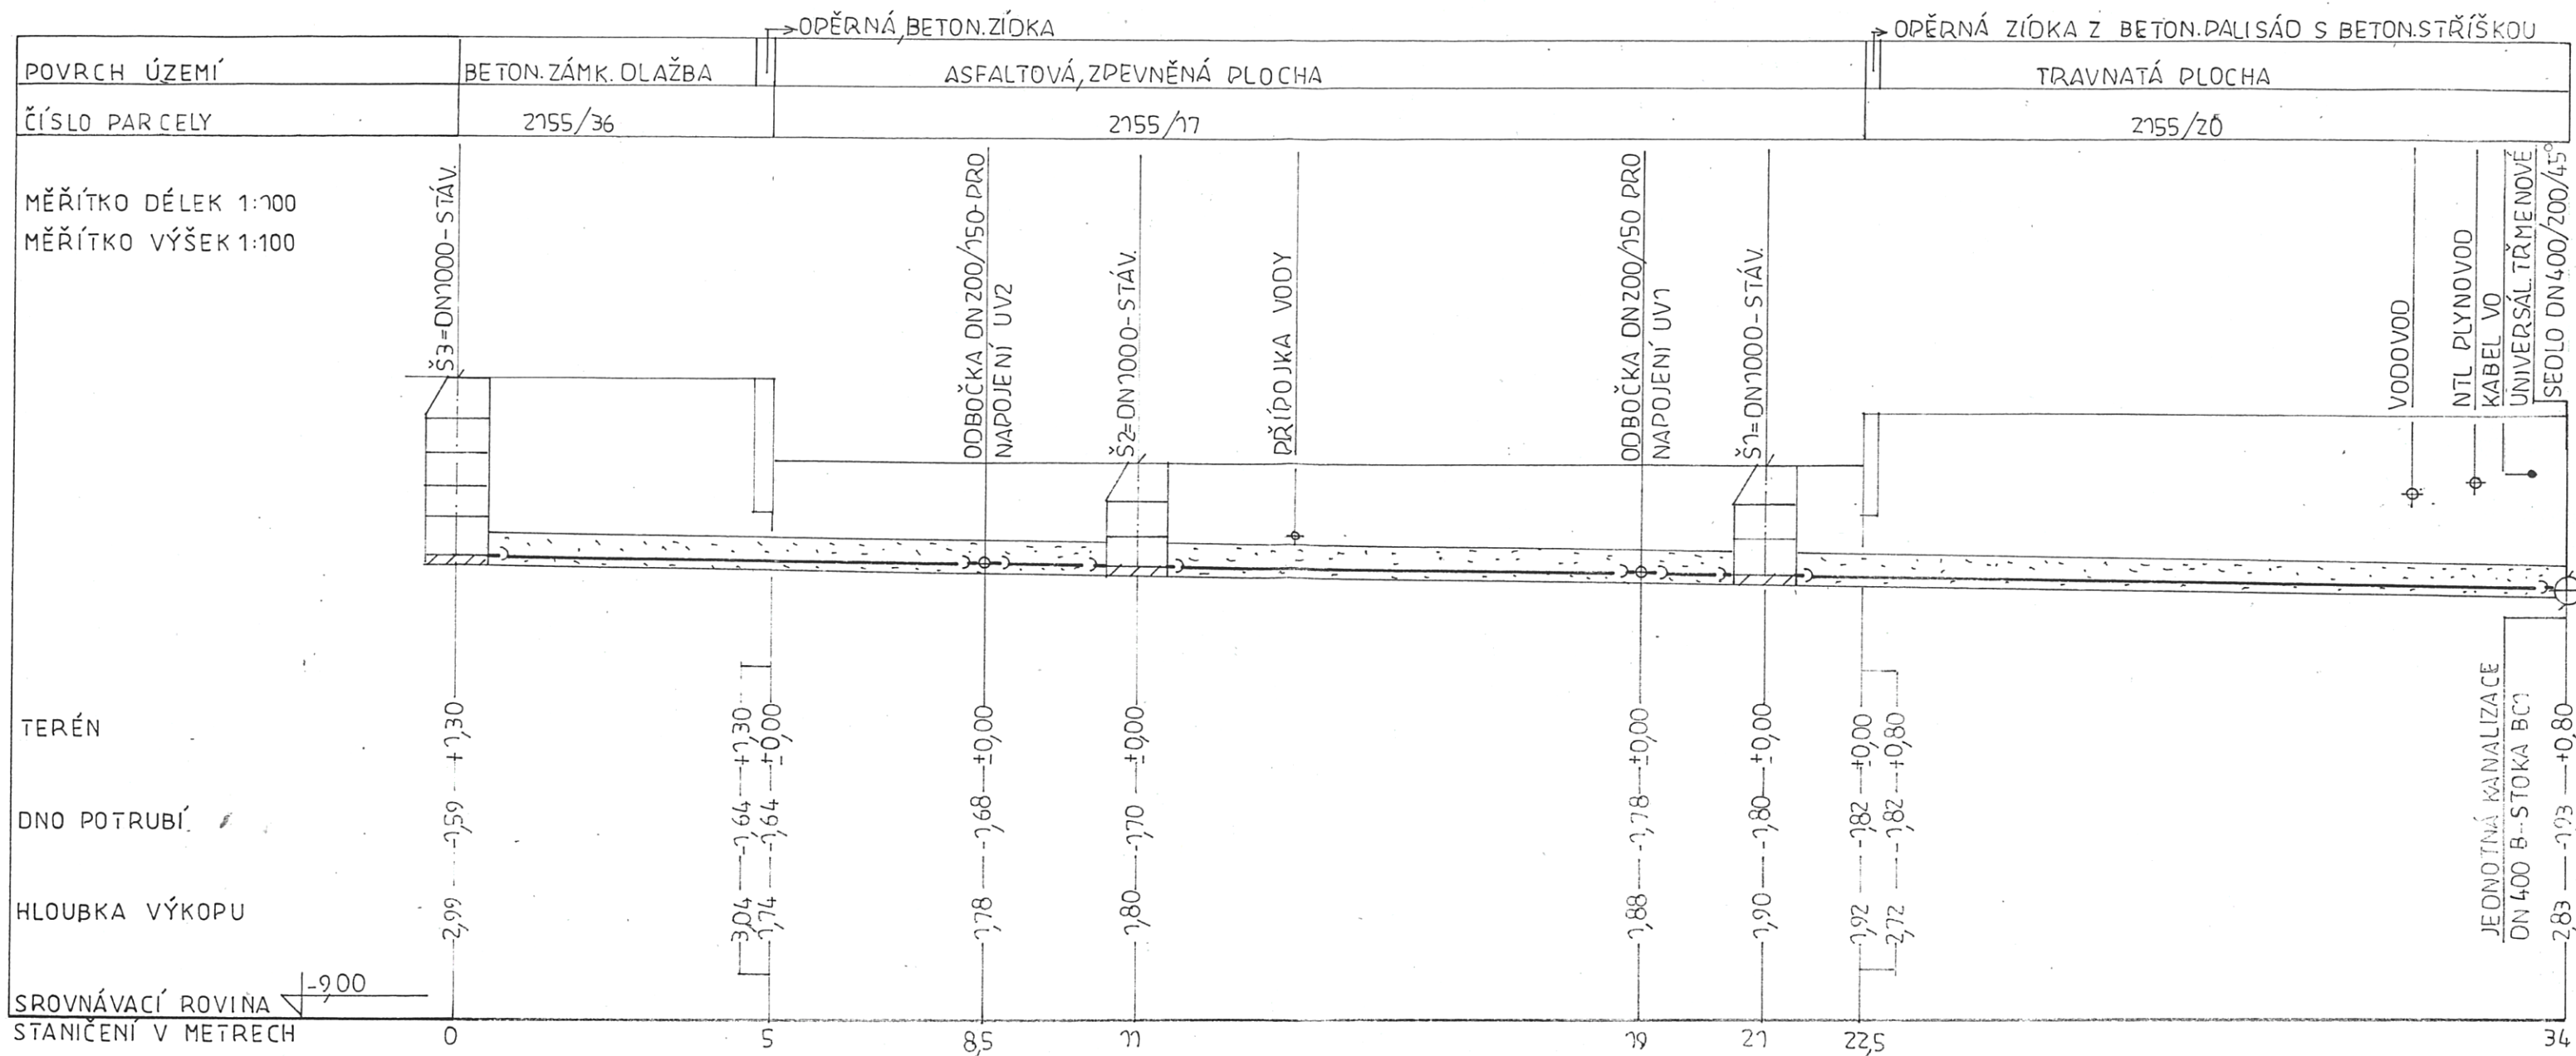 OPĚRNÁ, BETON.ZÍDKA
OPĚRNÁ ZÍDKA Z BETON.PALISÁD S BETON.STŘÍŠKOU
POVRCH ÚZEMÍ
BETON.ZÁMK.DLAŽBA
ASFALTOVÁ, ZPEVNĚNÁ PLOCHA
TRAVNATÁ PLOCHA
ČÍSLO PARCELY
2155/36
2155/17
2155/20
MĚŘÍTKO DÉLEK 1:100
MĚŘÍTKO VÝŠEK 1:100
Š3=DN1000-STÁV.
ODBOČKA DN200/150-PRO
NAPOJENÍ UV2
Š2=DN1000-STÁV.
PŘÍPOJKA VODY
ODBOČKA DN200/150 PRO
NAPOJENÍ UV1
Š1=DN1000-STÁV.
VODOVOD
NTL PLYNOVOD
KABEL VO
UNIVERSÁL.TŘMENOVÉ
SEDLO DN400/200/45°
JEDNOTNÁ KANALIZACE
DN400 B-STOKA BC1
TERÉN
+1,30
+1,30
±0,00
±0,00
±0,00
±0,00
±0,00
±0,00
+0,80
+0,80
DNO POTRUBÍ
-1,59
-1,64
-1,64
-1,68
-1,70
-1,78
-1,80
-1,82
-1,82
-1,93
HLOUBKA VÝKOPU
2,99
3,04
1,74
1,78
1,80
1,88
1,90
1,92
2,72
2,83
SROVNÁVACÍ ROVINA
-9,00
STANIČENÍ V METRECH
0
5
8,5
11
19
21
22,5
34